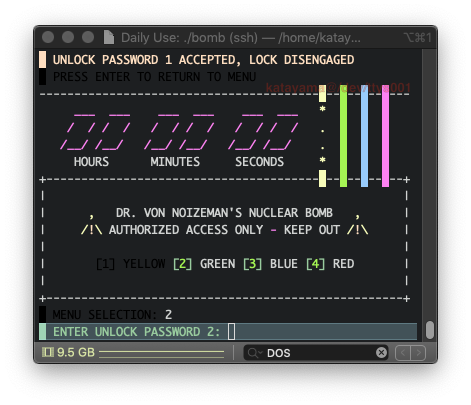 Daily Use: ./bomb (ssh) — /home/katay... ⌥⌘1
UNLOCK PASSWORD 1 ACCEPTED, LOCK DISENGAGED
PRESS ENTER TO RETURN TO MENU
HOURS MINUTES SECONDS
DR. VON NOIZEMAN'S NUCLEAR BOMB
/!\ AUTHORIZED ACCESS ONLY - KEEP OUT /!\
[1] YELLOW [2] GREEN [3] BLUE [4] RED
MENU SELECTION: 2
ENTER UNLOCK PASSWORD 2:
9.5 GB DOS